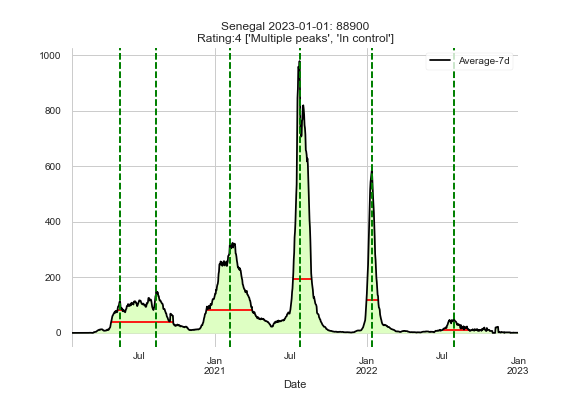 Senegal 2023-01-01: 88900
Rating:4 ['Multiple peaks', 'In control']
Average-7d
1000
800
600
400
200
0
Jul
Jan
2021
Jul
Jan
2022
Jul
Jan
2023
Date